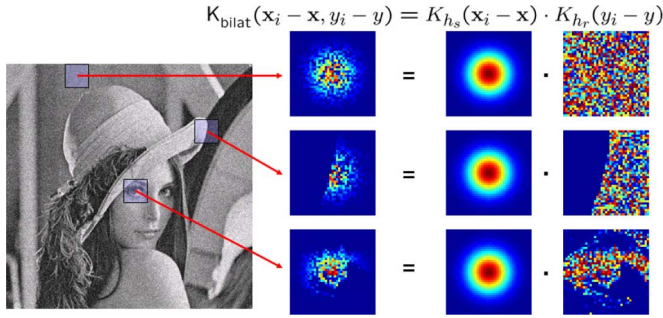 K_bilat(x_i − x, y_i − y) = K_{h_s}(x_i − x) · K_{h_r}(y_i − y)
= ·
= ·
= ·